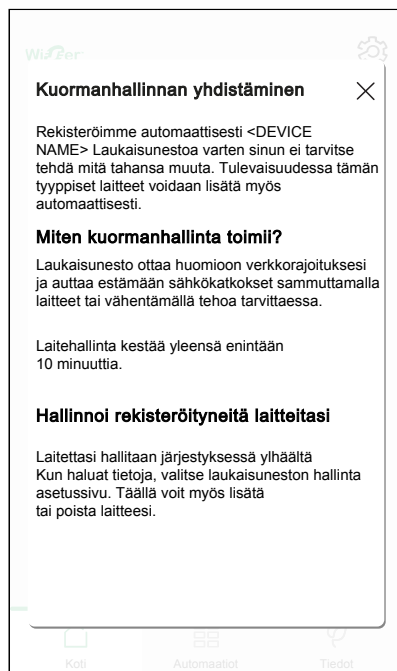 Wiser
Kuormanhallinnan yhdistäminen
Rekisteröimme automaattisesti <DEVICE
NAME> Laukaisunestoa varten sinun ei tarvitse
tehdä mitä tahansa muuta. Tulevaisuudessa tämän
tyyppiset laitteet voidaan lisätä myös
automaattisesti.
Miten kuormanhallinta toimii?
Laukaisunesto ottaa huomioon verkkorajoituksesi
ja auttaa estämään sähkökatkokset sammuttamalla
laitteet tai vähentämällä tehoa tarvittaessa.
Laitehallinta kestää yleensä enintään
10 minuuttia.
Hallinnoi rekisteröityneitä laitteitasi
Laitettasi hallitaan järjestyksessä ylhäältä
Kun haluat tietoja, valitse laukaisuneston hallinta
asetussivu. Täällä voit myös lisätä
tai poista laitteesi.
Koti Automaatiot Tiedot